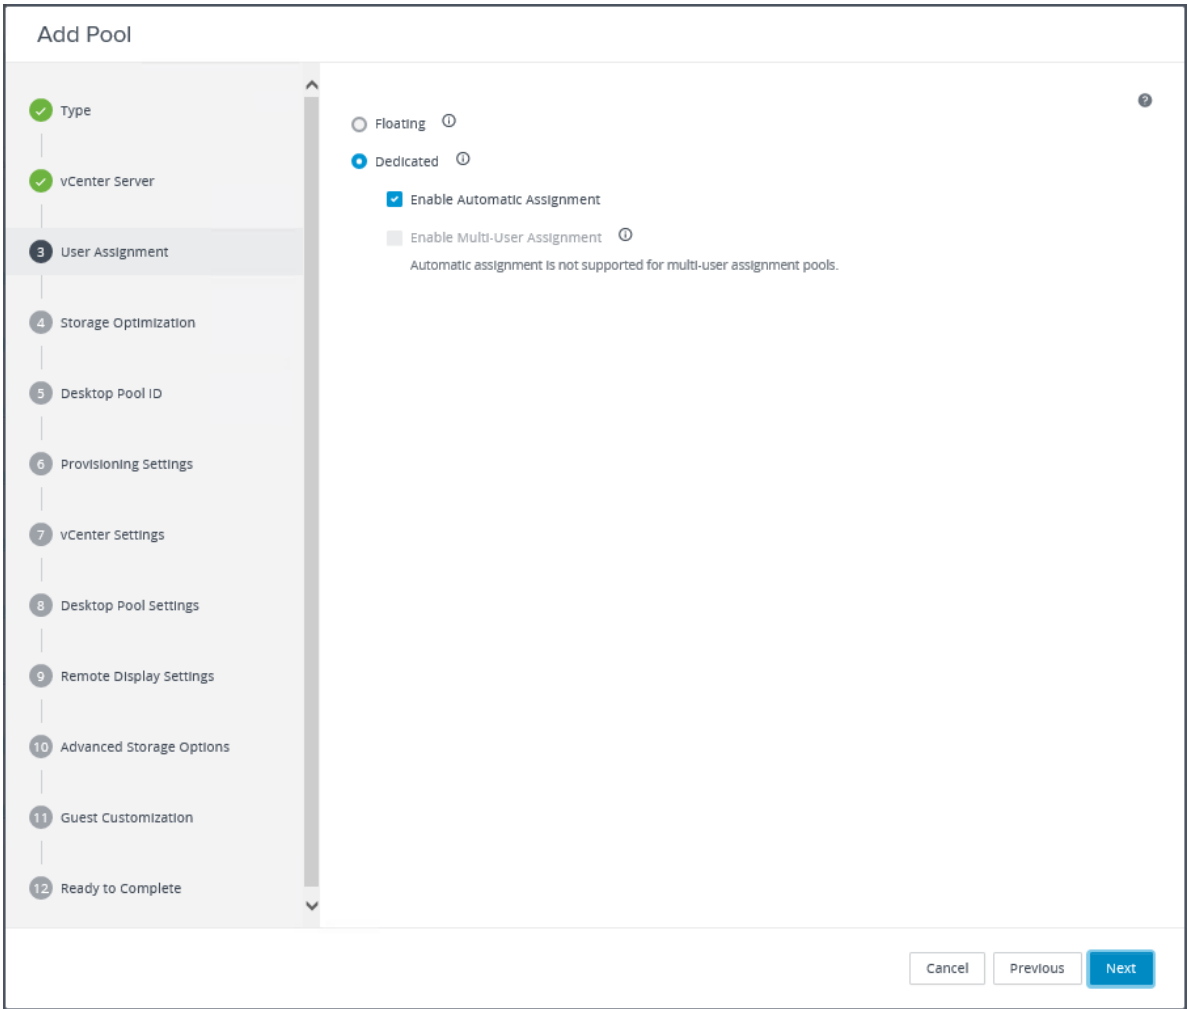 Add Pool
Type
vCenter Server
3 User Assignment
4 Storage Optimization
5 Desktop Pool ID
6 Provisioning Settings
7 vCenter Settings
8 Desktop Pool Settings
9 Remote Display Settings
10 Advanced Storage Options
11 Guest Customization
12 Ready to Complete
?
Floating
Dedicated
Enable Automatic Assignment
Enable Multi-User Assignment
Automatic assignment is not supported for multi-user assignment pools.
Cancel Previous Next